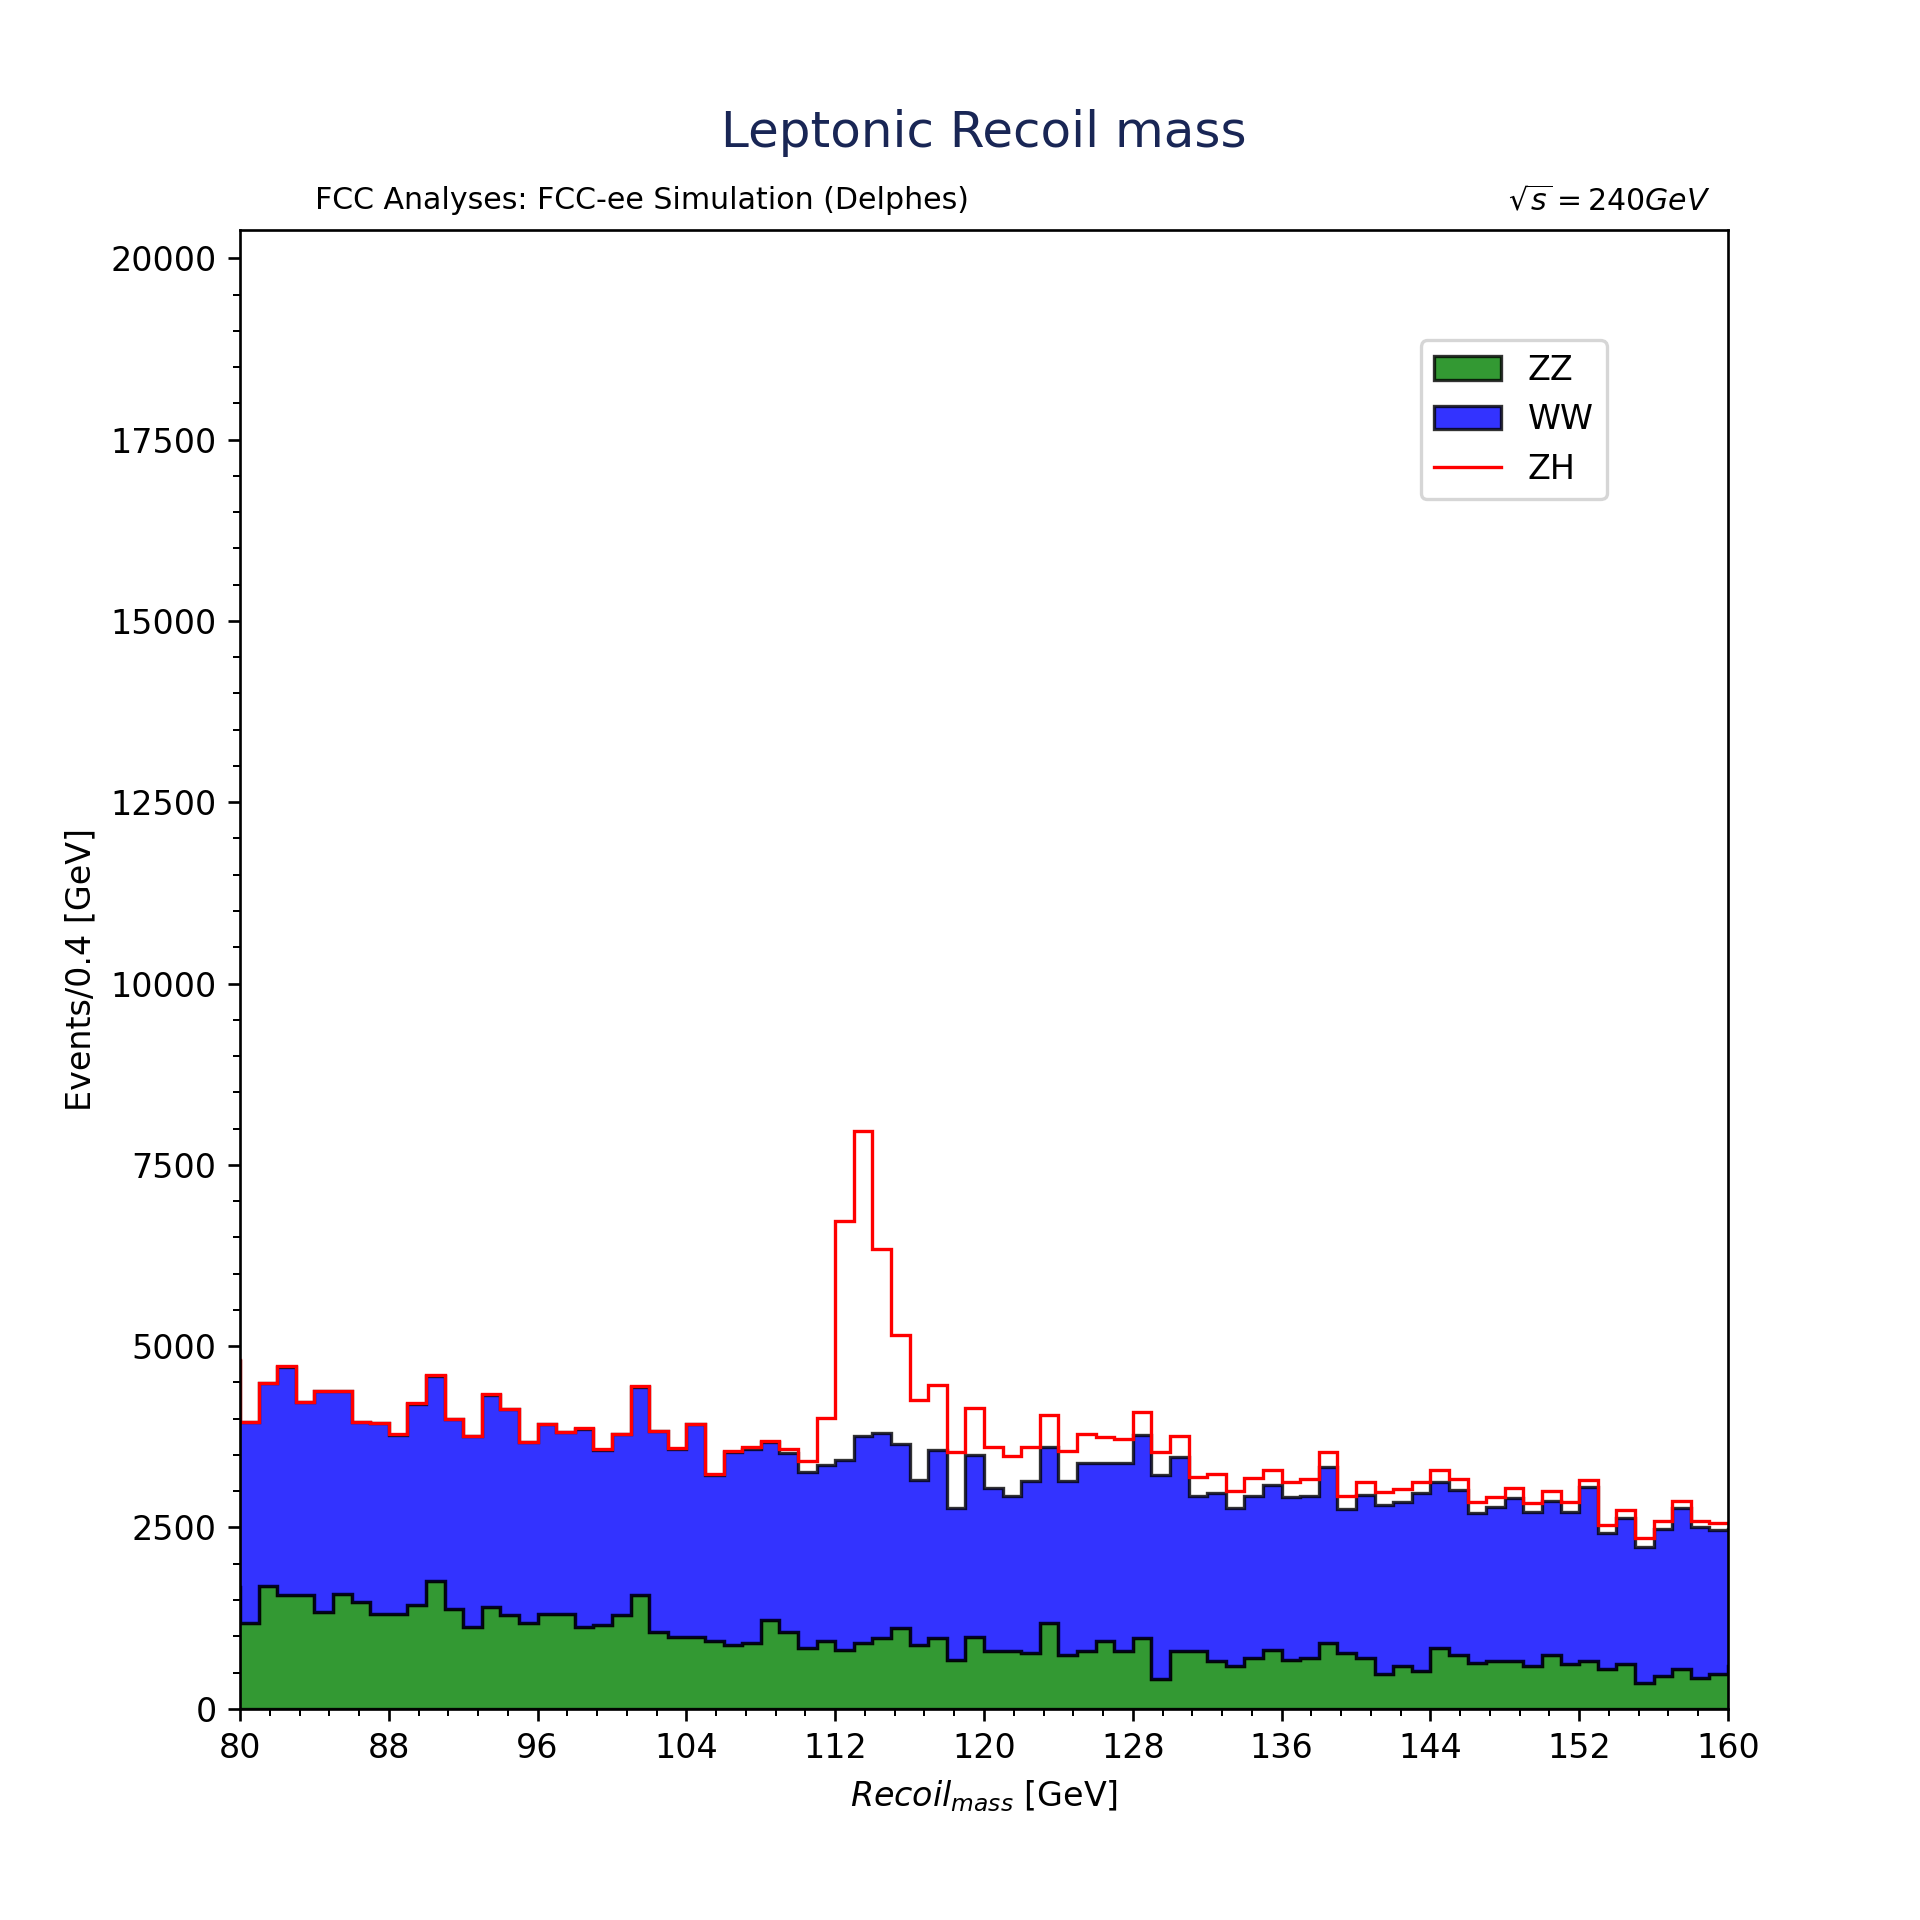 Leptonic Recoil mass
FCC Analyses: FCC-ee Simulation (Delphes)
√s = 240GeV
20000
17500
15000
12500
10000
7500
5000
2500
0
Events/0.4 [GeV]
ZZ
WW
ZH
80 88 96 104 112 120 128 136 144 152 160
Recoil_mass [GeV]